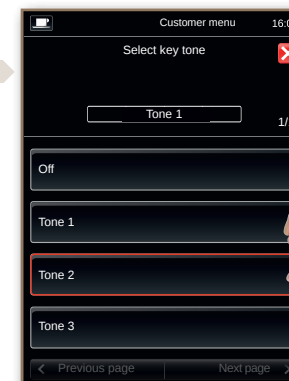 Customer menu 16:0
Select key tone
Tone 1
1/
Off
Tone 1
Tone 2
Tone 3
Previous page Next page